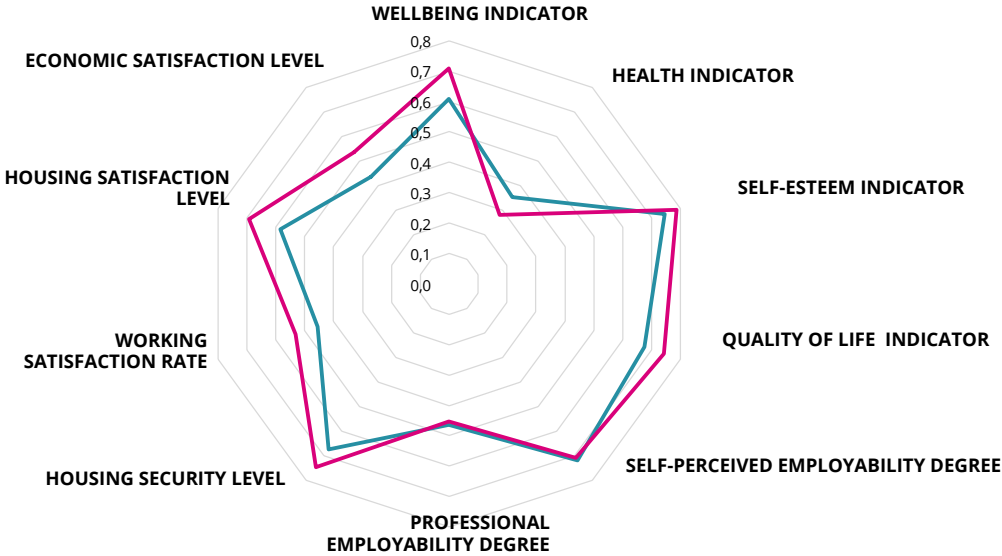 WELLBEING INDICATOR
0,8
ECONOMIC SATISFACTION LEVEL
0,7
HEALTH INDICATOR
0,6
0,5
0,4
HOUSING SATISFACTION
LEVEL
SELF-ESTEEM INDICATOR
0,3
0,2
0,1
0,0
WORKING
SATISFACTION RATE
QUALITY OF LIFE  INDICATOR
HOUSING SECURITY LEVEL
SELF-PERCEIVED EMPLOYABILITY DEGREE
PROFESSIONAL
EMPLOYABILITY DEGREE